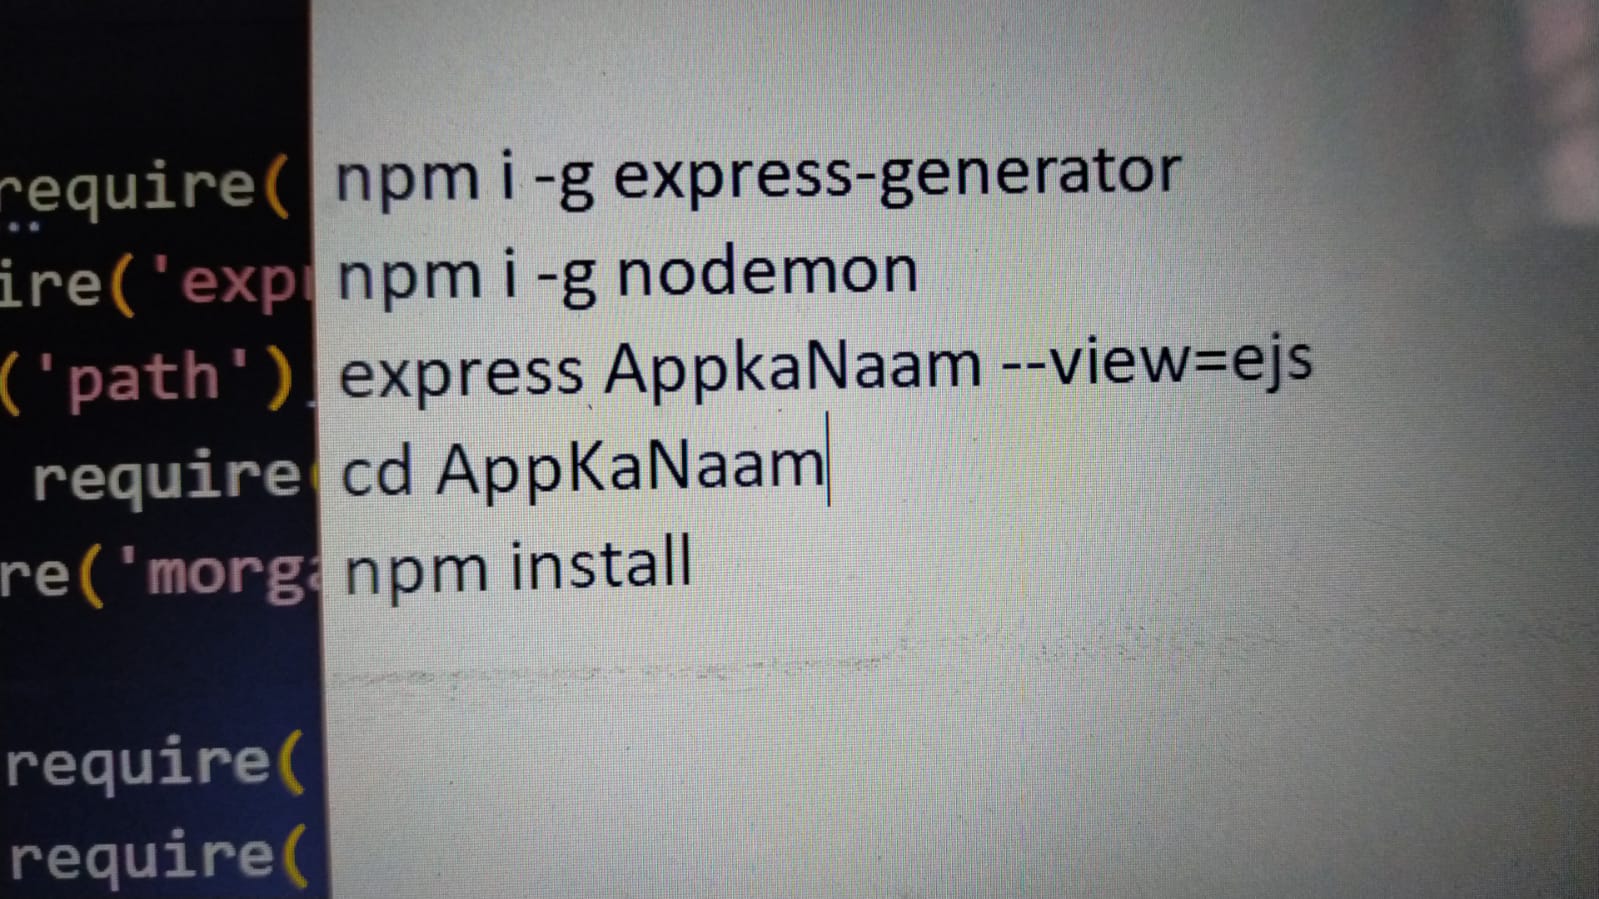 require( npm i -g express-generator
ire('exp npm i -g nodemon
('path') express AppkaNaam --view=ejs
require cd AppKaNaam
re('morga npm install
require(
require(